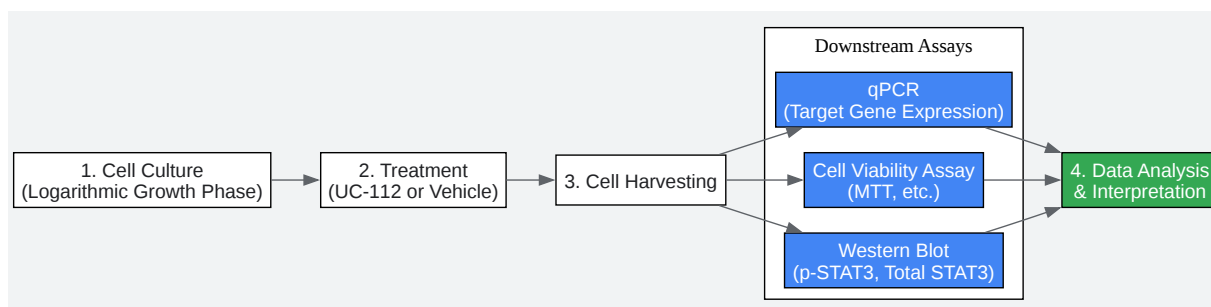 1. Cell Culture
(Logarithmic Growth Phase)
2. Treatment
(UC-112 or Vehicle)
3. Cell Harvesting
Downstream Assays
qPCR
(Target Gene Expression)
Cell Viability Assay
(MTT, etc.)
Western Blot
(p-STAT3, Total STAT3)
4. Data Analysis
& Interpretation